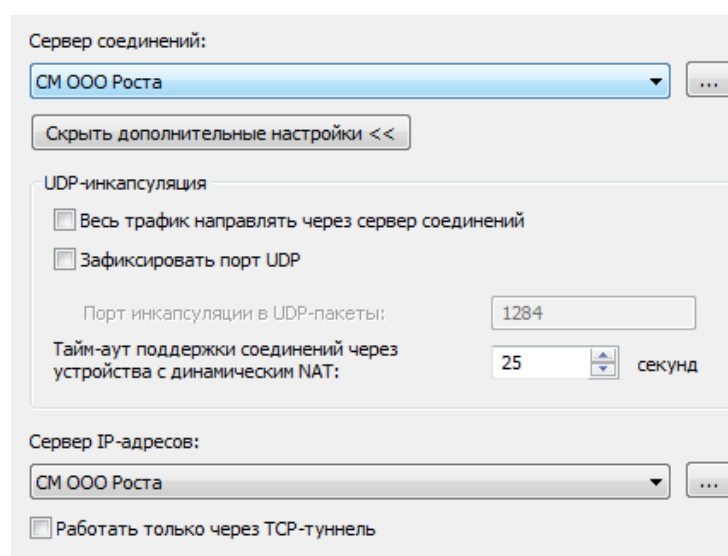 Сервер соединений:
СМ ООО Роста
...
Скрыть дополнительные настройки <<
UDP-инкапсуляция
Весь трафик направлять через сервер соединений
Зафиксировать порт UDP
Порт инкапсуляции в UDP-пакеты:
1284
Тайм-аут поддержки соединений через
устройства с динамическим NAT:
25
секунд
Сервер IP-адресов:
СМ ООО Роста
...
Работать только через TCP-туннель